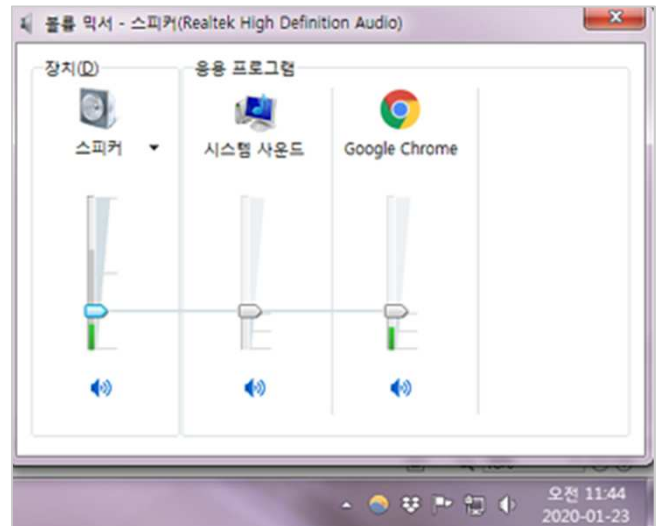 볼륨 믹서 - 스피커(Realtek High Definition Audio)
장치(D)
응용 프로그램
스피커
시스템 사운드
Google Chrome
오전 11:44
2020-01-23